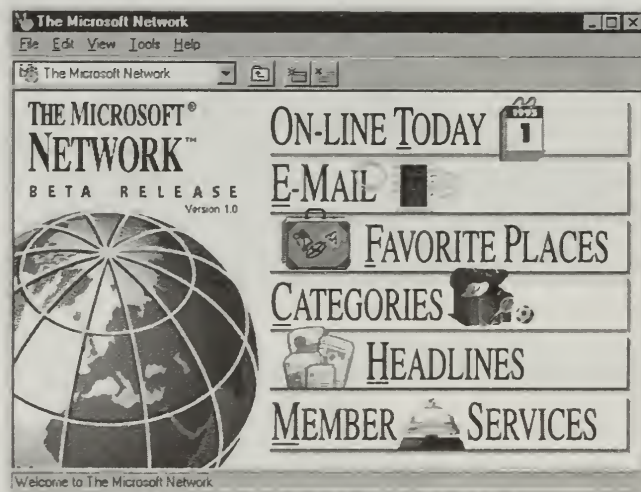 The Microsoft Network
File Edit View Tools Help
The Microsoft Network
THE MICROSOFT®
NETWORK™
BETA RELEASE
Version 1.0
ON-LINE TODAY
1995
1
E-MAIL
FAVORITE PLACES
CATEGORIES
HEADLINES
MEMBER SERVICES
Welcome to The Microsoft Network